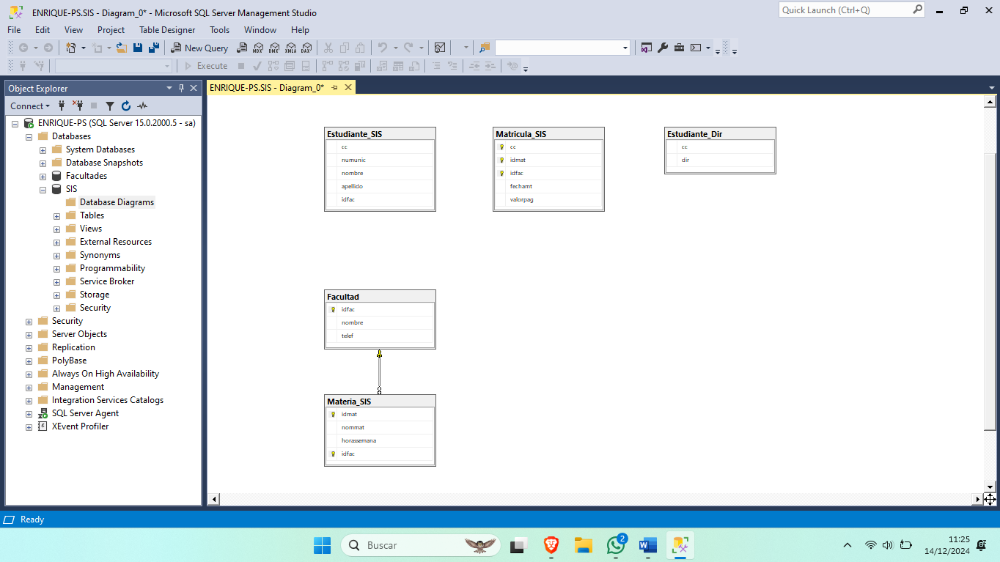 ENRIQUE-PS.SIS - Diagram_0* - Microsoft SQL Server Management Studio
Quick Launch (Ctrl+Q)
File Edit View Project Table Designer Tools Window Help
New Query MDX DMX XMLA DAX
Execute
Object Explorer
ENRIQUE-PS.SIS - Diagram_0*
Connect
ENRIQUE-PS (SQL Server 15.0.2000.5 - sa)
Databases
System Databases
Database Snapshots
Facultades
SIS
Database Diagrams
Tables
Views
External Resources
Synonyms
Programmability
Service Broker
Storage
Security
Security
Server Objects
Replication
PolyBase
Always On High Availability
Management
Integration Services Catalogs
SQL Server Agent
XEvent Profiler
Estudiante_SIS
cc
numunic
nombre
apellido
idfac
Matricula_SIS
cc
idmat
idfac
fechamt
valorpag
Estudiante_Dir
cc
dir
Facultad
idfac
nombre
telef
Materia_SIS
idmat
nommat
horassemana
idfac
Ready
Buscar
2
W
11:25
14/12/2024